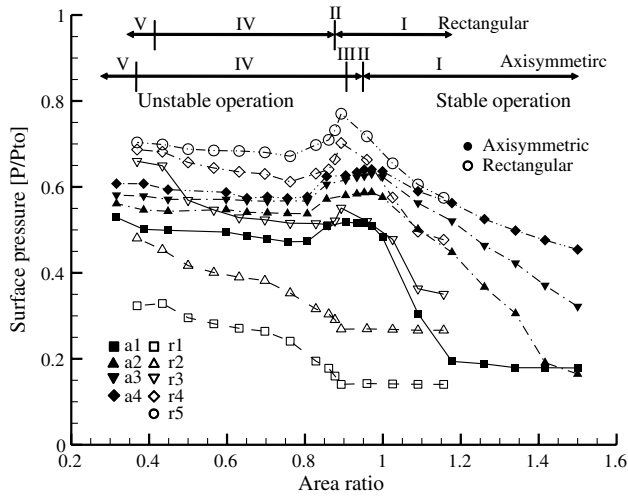 II
V IV I Rectangular
III II
V IV I Axisymmetirc
Unstable operation Stable operation
Axisymmetric
Rectangular
a1 r1
a2 r2
a3 r3
a4 r4
r5
Surface pressure [P/Pto]
1
0.8
0.6
0.4
0.2
0
0.2 0.4 0.6 0.8 1 1.2 1.4 1.6
Area ratio